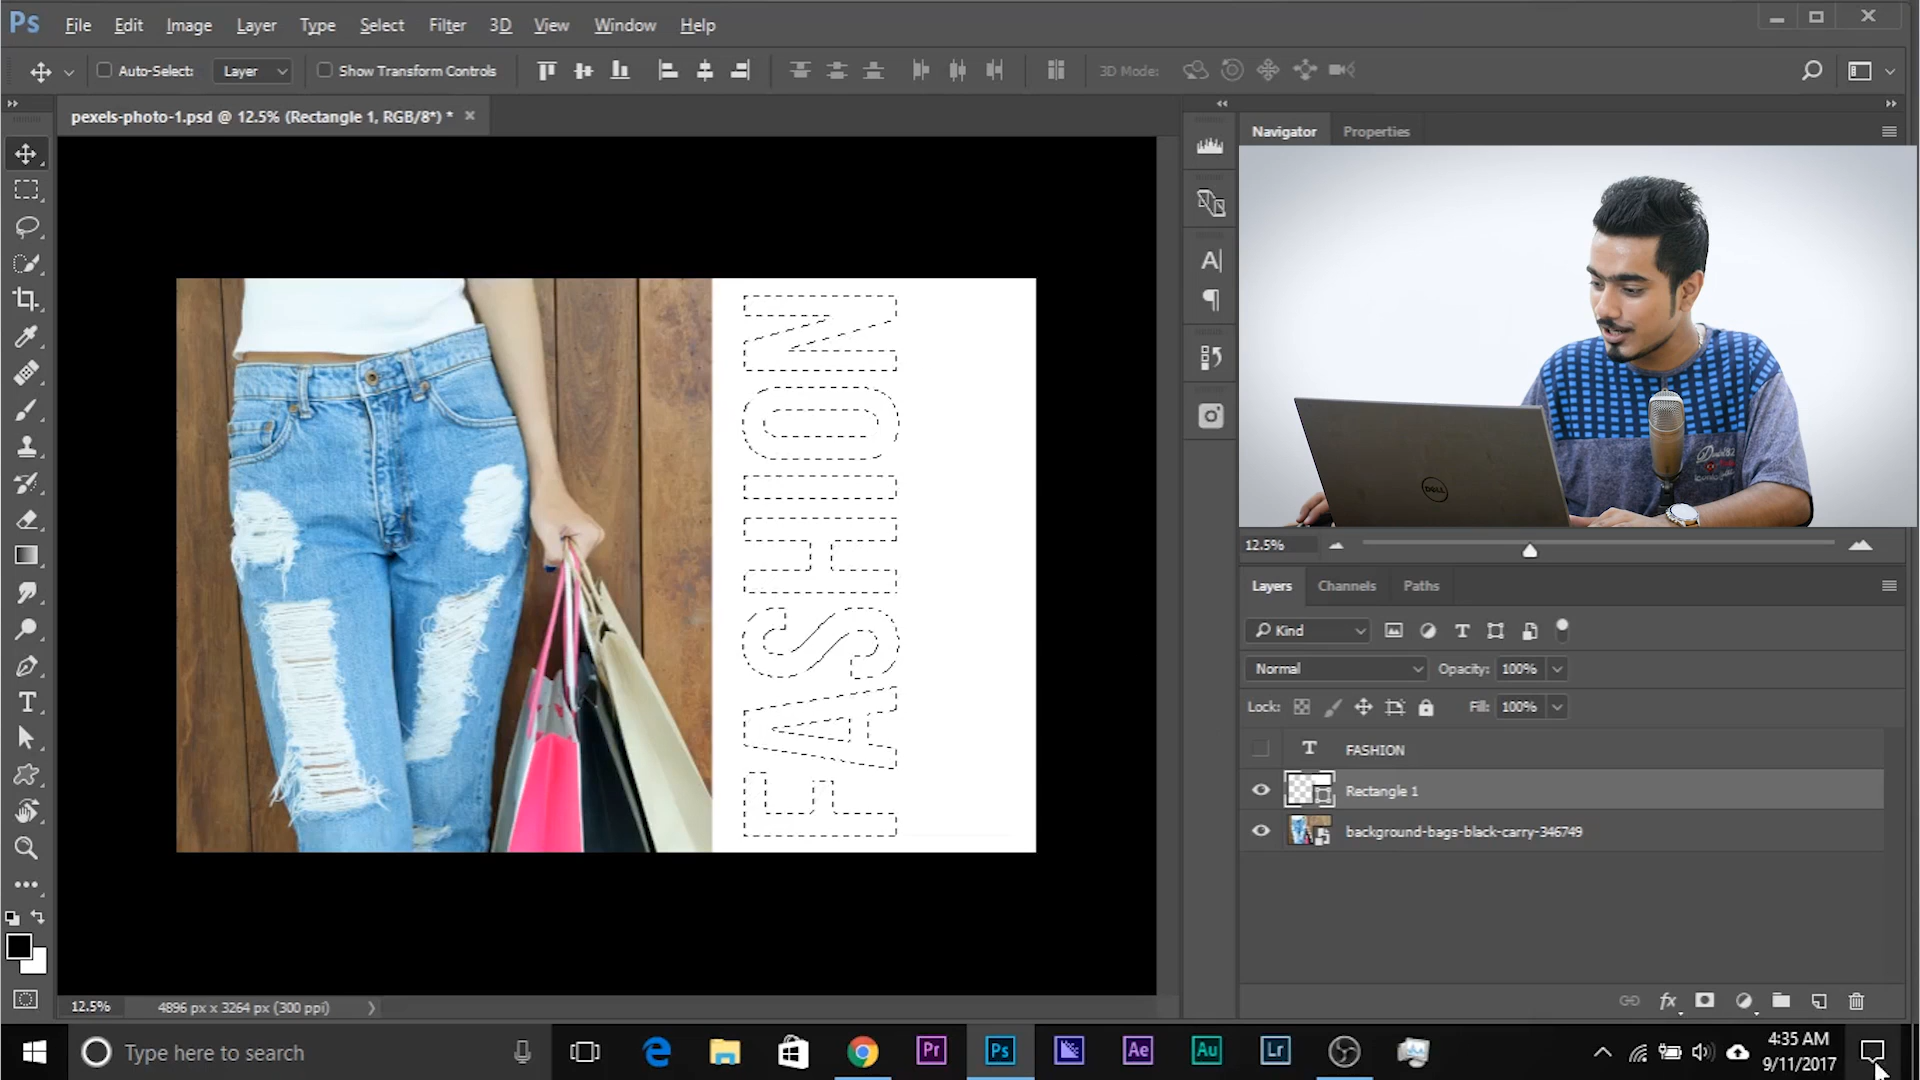 Ps File Edit Image Layer Type Select Filter 3D View Window Help
Auto-Select: Layer Show Transform Controls 3D Mode:
pexels-photo-1.psd @ 12.5% (Rectangle 1, RGB/8*) *
Navigator Properties
FASHION
DELL
12.5%
Layers Channels Paths
Kind
Normal Opacity: 100%
Lock: Fill: 100%
T FASHION
Rectangle 1
background-bags-black-carry-346749
fx
12.5% 4896 px x 3264 px (300 ppi)
Type here to search
Pr Ps Ae Au Lr
4:35 AM
9/11/2017